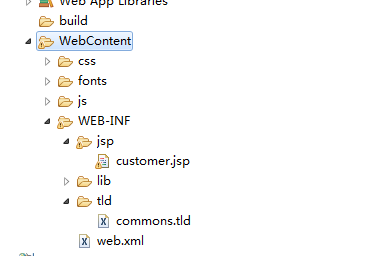 Web App Libraries
build
WebContent
css
fonts
js
WEB-INF
jsp
customer.jsp
lib
tld
commons.tld
web.xml